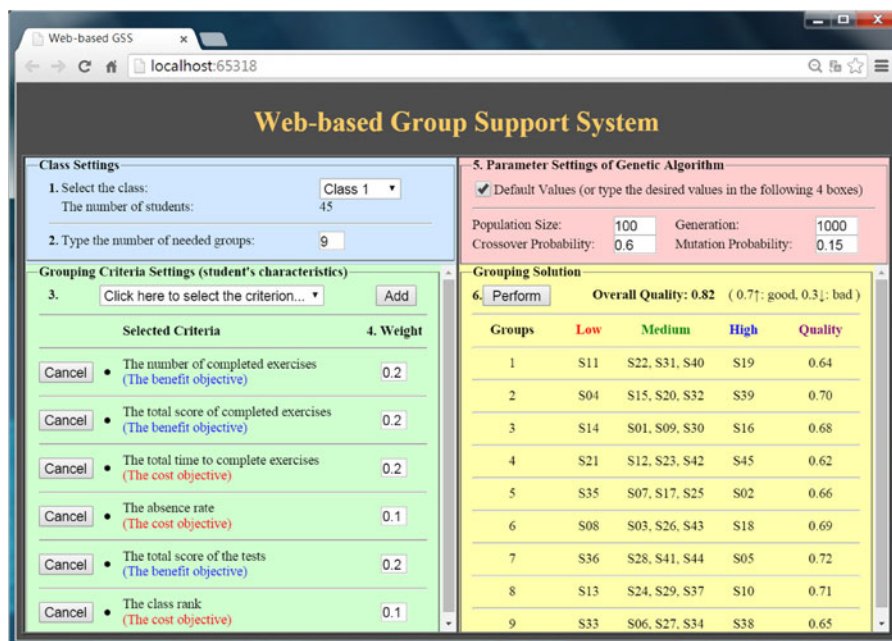 Web-based GSS
localhost:65318
Web-based Group Support System
Class Settings
1. Select the class: Class 1
The number of students: 45
2. Type the number of needed groups: 9
5. Parameter Settings of Genetic Algorithm
Default Values (or type the desired values in the following 4 boxes)
Population Size: 100 Generation: 1000
Crossover Probability: 0.6 Mutation Probability: 0.15
Grouping Criteria Settings (student's characteristics)
3. Click here to select the criterion... Add
Selected Criteria 4. Weight
Cancel • The number of completed exercises 0.2
(The benefit objective)
Cancel • The total score of completed exercises 0.2
(The benefit objective)
Cancel • The total time to complete exercises 0.2
(The cost objective)
Cancel • The absence rate 0.1
(The cost objective)
Cancel • The total score of the tests 0.2
(The benefit objective)
Cancel • The class rank 0.1
(The cost objective)
Grouping Solution
6. Perform Overall Quality: 0.82 ( 0.7↑: good, 0.3↓: bad )
Groups Low Medium High Quality
1 S11 S22, S31, S40 S19 0.64
2 S04 S15, S20, S32 S39 0.70
3 S14 S01, S09, S30 S16 0.68
4 S21 S12, S23, S42 S45 0.62
5 S35 S07, S17, S25 S02 0.66
6 S08 S03, S26, S43 S18 0.69
7 S36 S28, S41, S44 S05 0.72
8 S13 S24, S29, S37 S10 0.71
9 S33 S06, S27, S34 S38 0.65